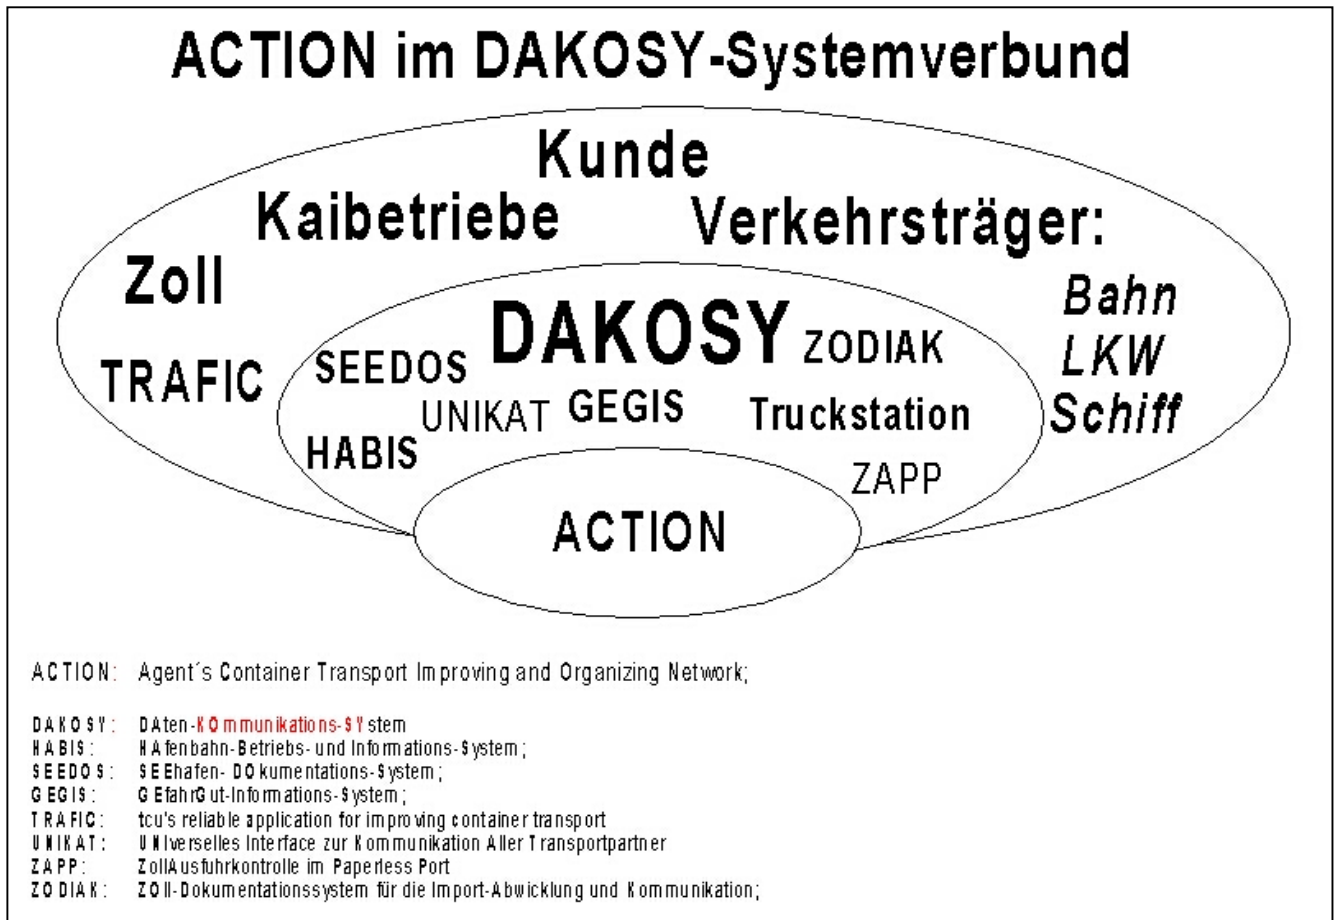 ACTION im DAKOSY-Systemverbund
Kunde
Kaibetriebe
Verkehrsträger:
Zoll
Bahn
LKW
Schiff
TRAFIC
DAKOSY
SEEDOS
ZODIAK
UNIKAT
GEGIS
Truckstation
HABIS
ZAPP
ACTION
ACTION: Agent´s Container Transport Improving and Organizing Network;
DAKOSY: DAten-KOmmunikations-SYstem
HABIS: HAfenbahn-Betriebs- und Informations-System;
SEEDOS: SEEhafen- DOkumentations-System;
GEGIS: GEfahrGut-Informations-System;
TRAFIC: tcu's reliable application for improving container transport
UNIKAT: UNIverselles Interface zur Kommunikation Aller Transportpartner
ZAPP: ZollAusfuhrkontrolle im Paperless Port
ZODIAK: ZOll-Dokumentationssystem für die Import-Abwicklung und Kommunikation;